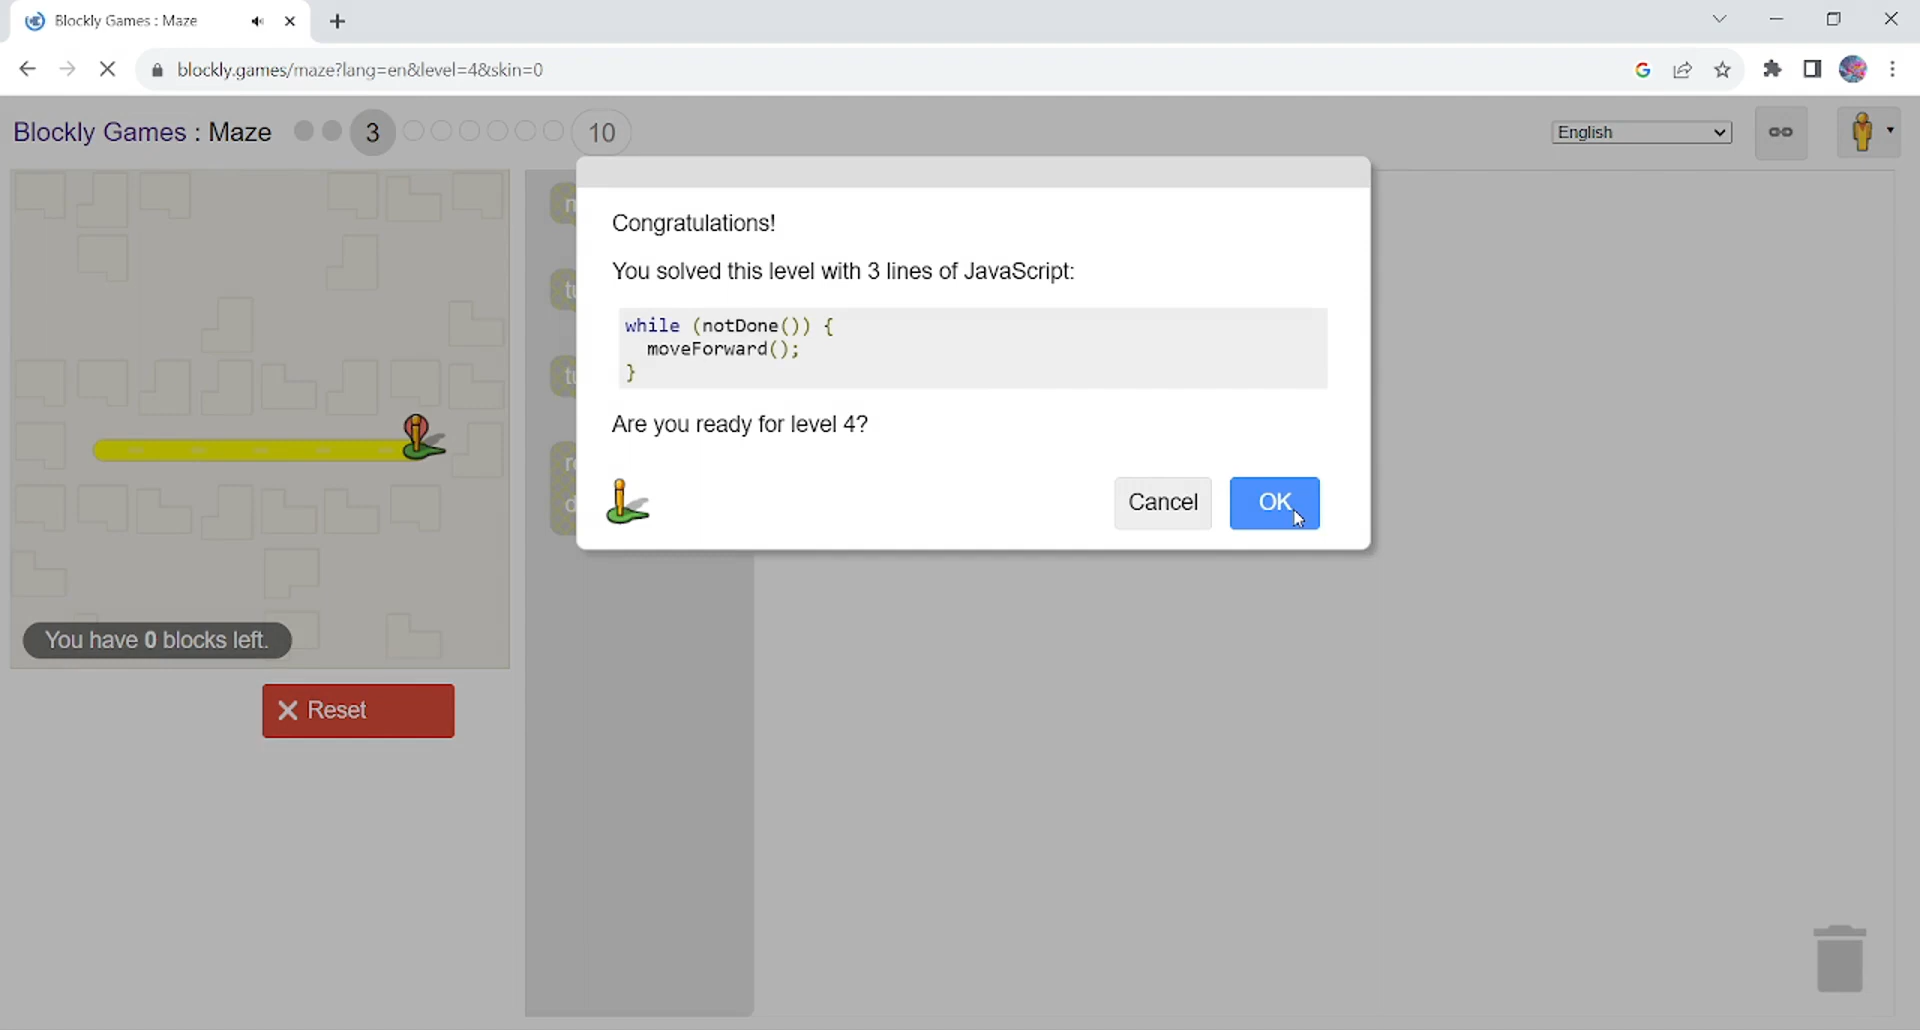 Blockly Games : Maze
blockly.games/maze?lang=en&level=4&skin=0
Blockly Games : Maze 3 10
English
Congratulations!
You solved this level with 3 lines of JavaScript:
while (notDone()) {
moveForward();
}
Are you ready for level 4?
Cancel OK
You have 0 blocks left.
Reset